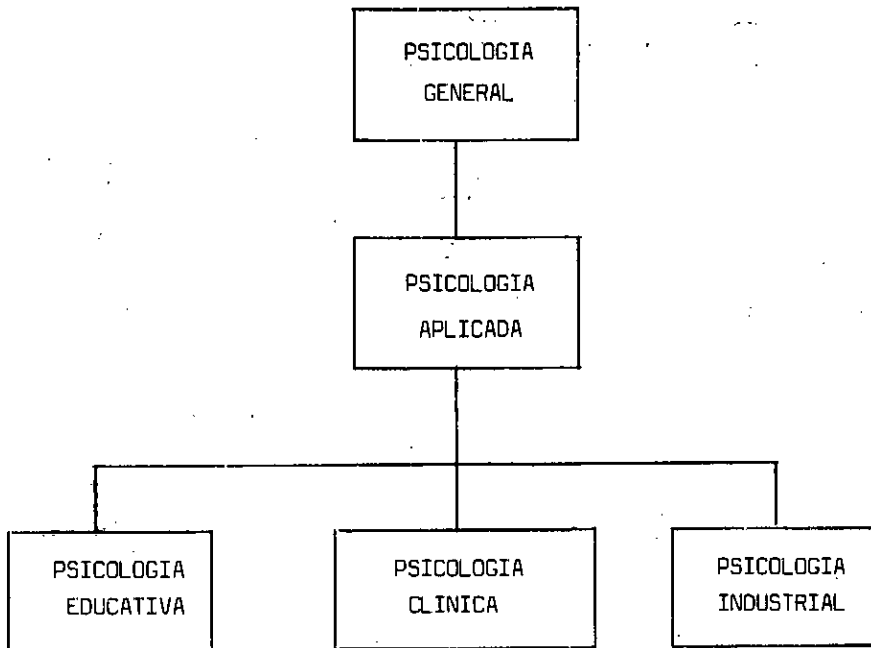 PSICOLOGIA
GENERAL
PSICOLOGIA
APLICADA
PSICOLOGIA
EDUCATIVA
PSICOLOGIA
CLINICA
PSICOLOGIA
INDUSTRIAL